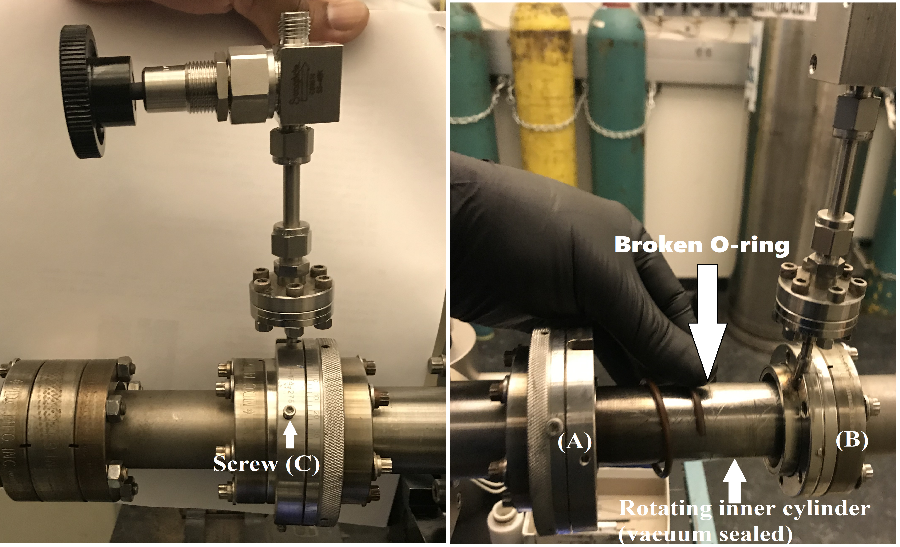 Screw (C)
Broken O-ring
(A)
(B)
Rotating inner cylinder
(vacuum sealed)